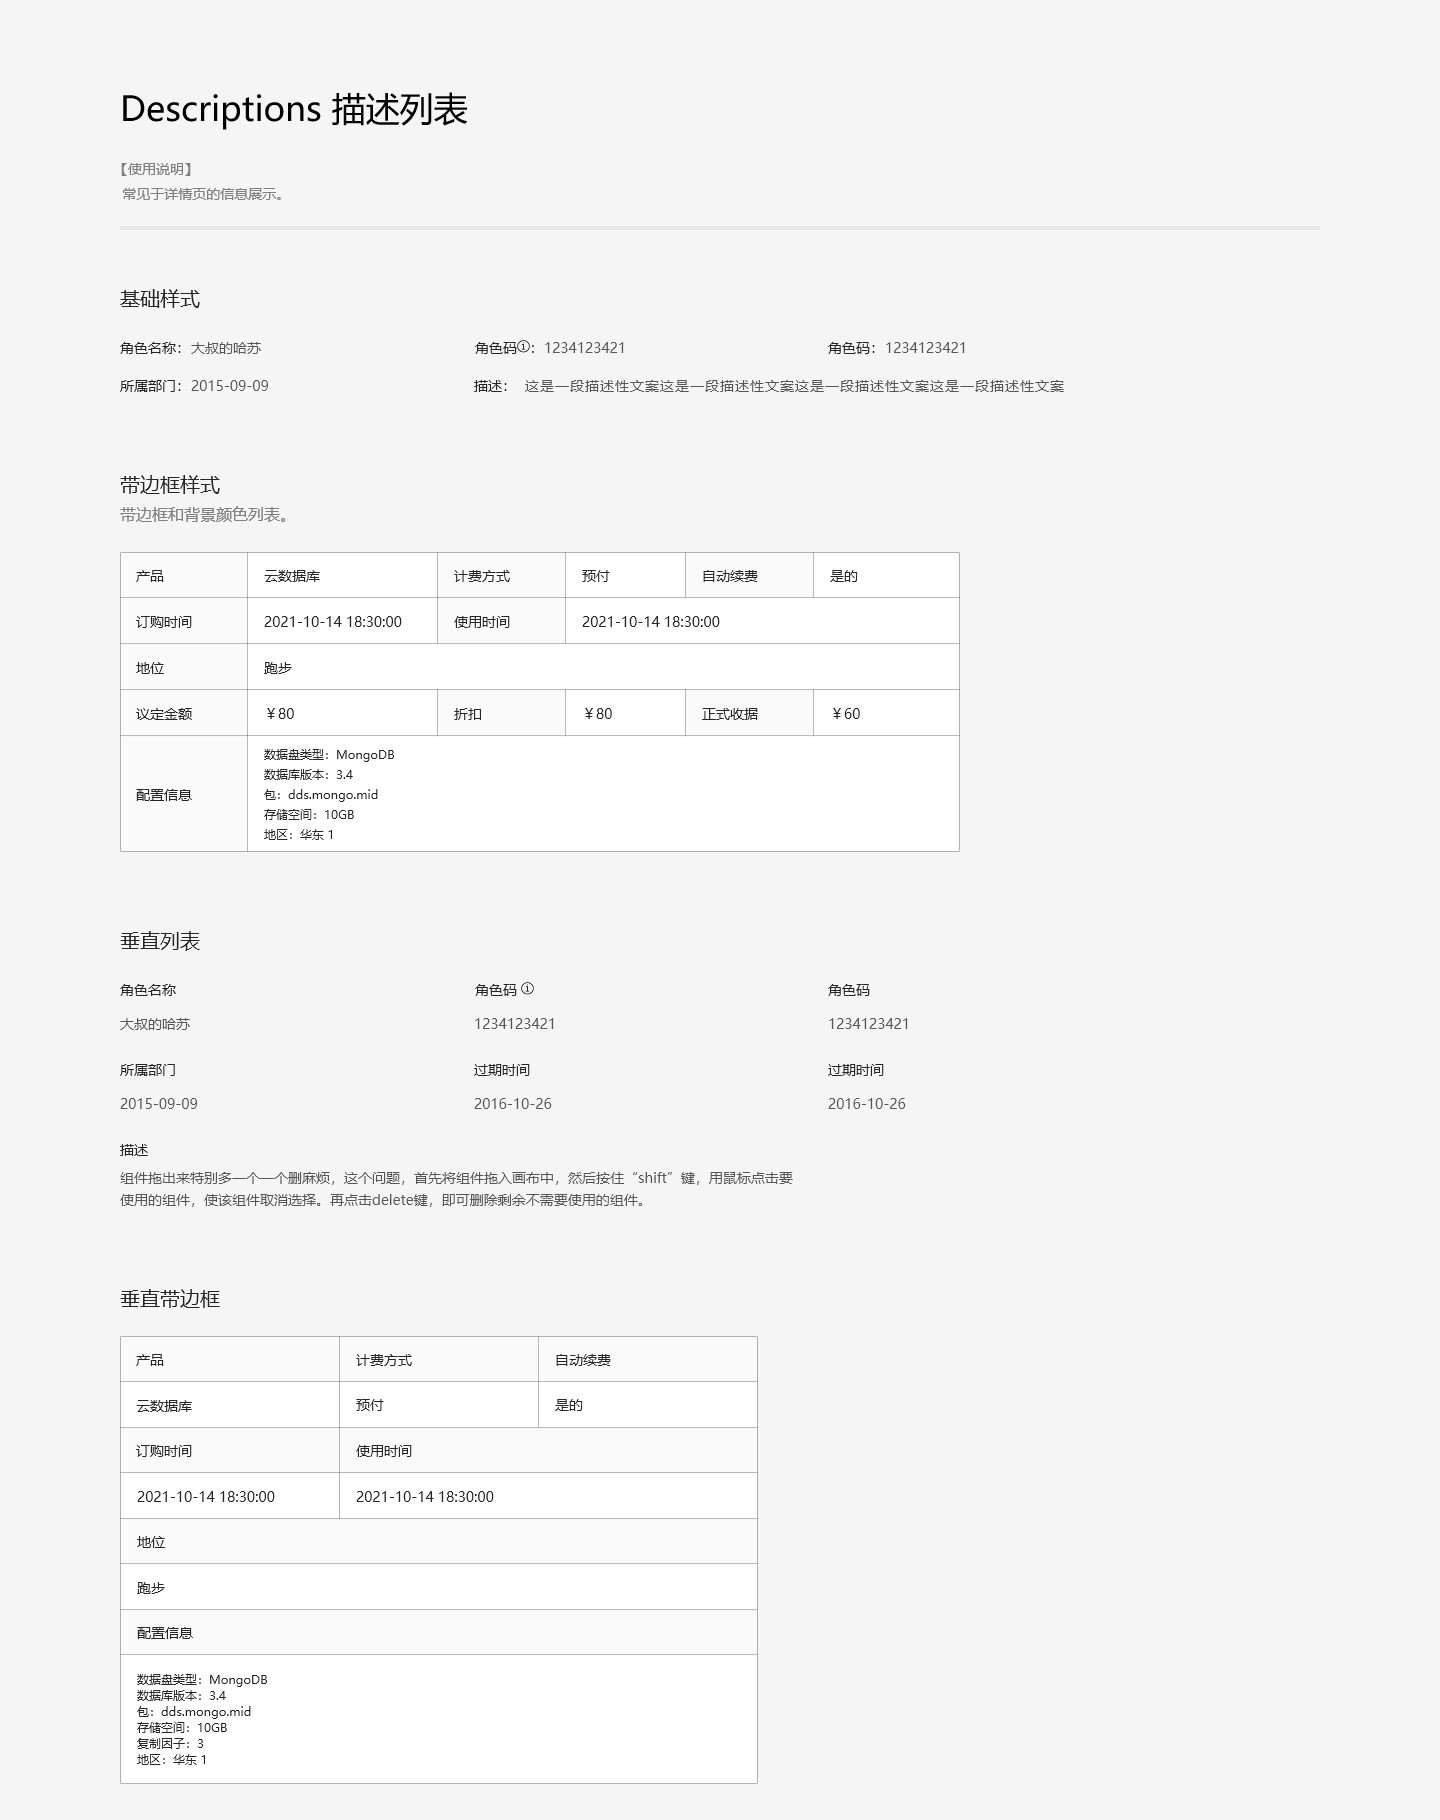 Descriptions 描述列表
【使用说明】
常见于详情页的信息展示。
基础样式
角色名称：大叔的哈苏 角色码①：1234123421 角色码：1234123421
所属部门：2015-09-09 描述： 这是一段描述性文案这是一段描述性文案这是一段描述性文案这是一段描述性文案
带边框样式
带边框和背景颜色列表。
产品 云数据库 计费方式 预付 自动续费 是的
订购时间 2021-10-14 18:30:00 使用时间 2021-10-14 18:30:00
地位 跑步
议定金额 ￥80 折扣 ￥80 正式收据 ￥60
配置信息
数据盘类型：MongoDB
数据库版本：3.4
包：dds.mongo.mid
存储空间：10GB
地区：华东 1
垂直列表
角色名称 角色码 ① 角色码
大叔的哈苏 1234123421 1234123421
所属部门 过期时间 过期时间
2015-09-09 2016-10-26 2016-10-26
描述
组件拖出来特别多一个一个删麻烦，这个问题，首先将组件拖入画布中，然后按住“shift”键，用鼠标点击要
使用的组件，使该组件取消选择。再点击delete键，即可删除剩余不需要使用的组件。
垂直带边框
产品 计费方式 自动续费
云数据库 预付 是的
订购时间 使用时间
2021-10-14 18:30:00 2021-10-14 18:30:00
地位
跑步
配置信息
数据盘类型：MongoDB
数据库版本：3.4
包：dds.mongo.mid
存储空间：10GB
复制因子：3
地区：华东 1